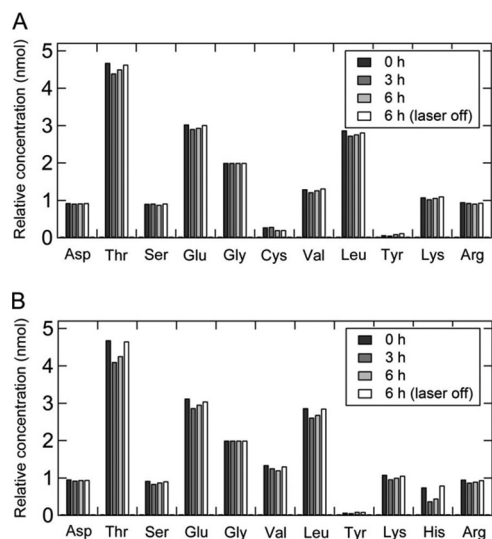 A
Relative concentration (nmol)
5
4
3
2
1
0
0 h
3 h
6 h
6 h (laser off)
Asp Thr Ser Glu Gly Cys Val Leu Tyr Lys Arg
B
Relative concentration (nmol)
5
4
3
2
1
0
0 h
3 h
6 h
6 h (laser off)
Asp Thr Ser Glu Gly Val Leu Tyr Lys His Arg